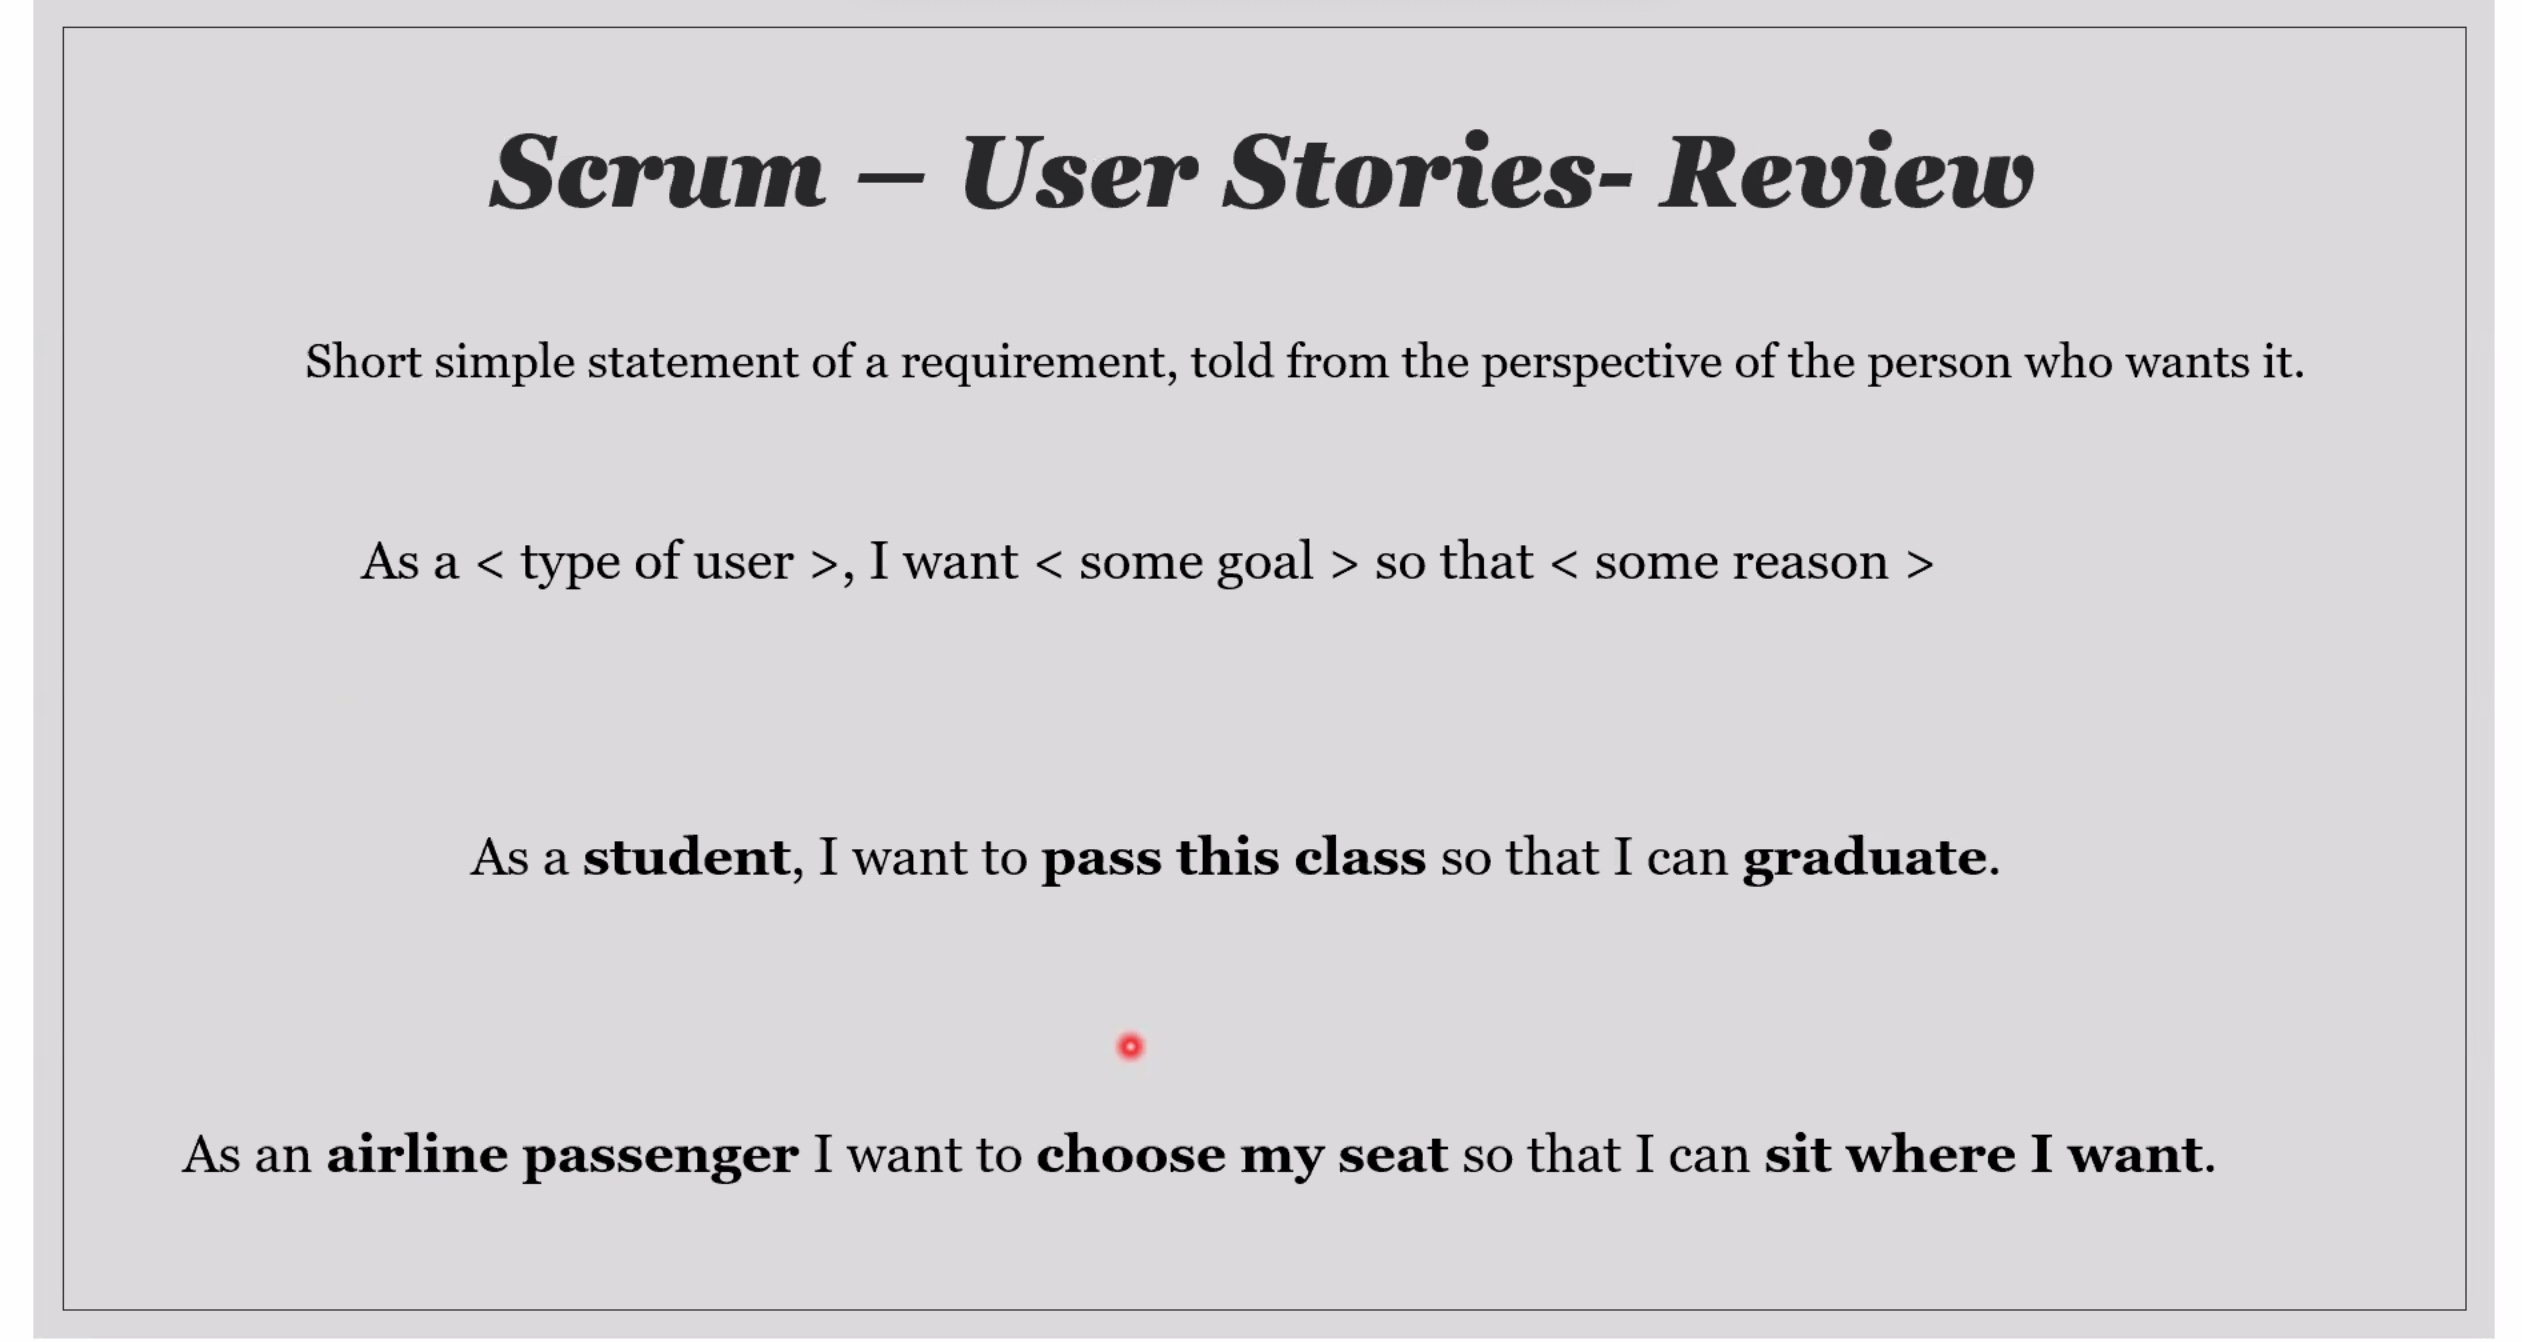 Scrum – User Stories- Review
Short simple statement of a requirement, told from the perspective of the person who wants it.
As a < type of user >, I want < some goal > so that < some reason >
As a student, I want to pass this class so that I can graduate.
As an airline passenger I want to choose my seat so that I can sit where I want.